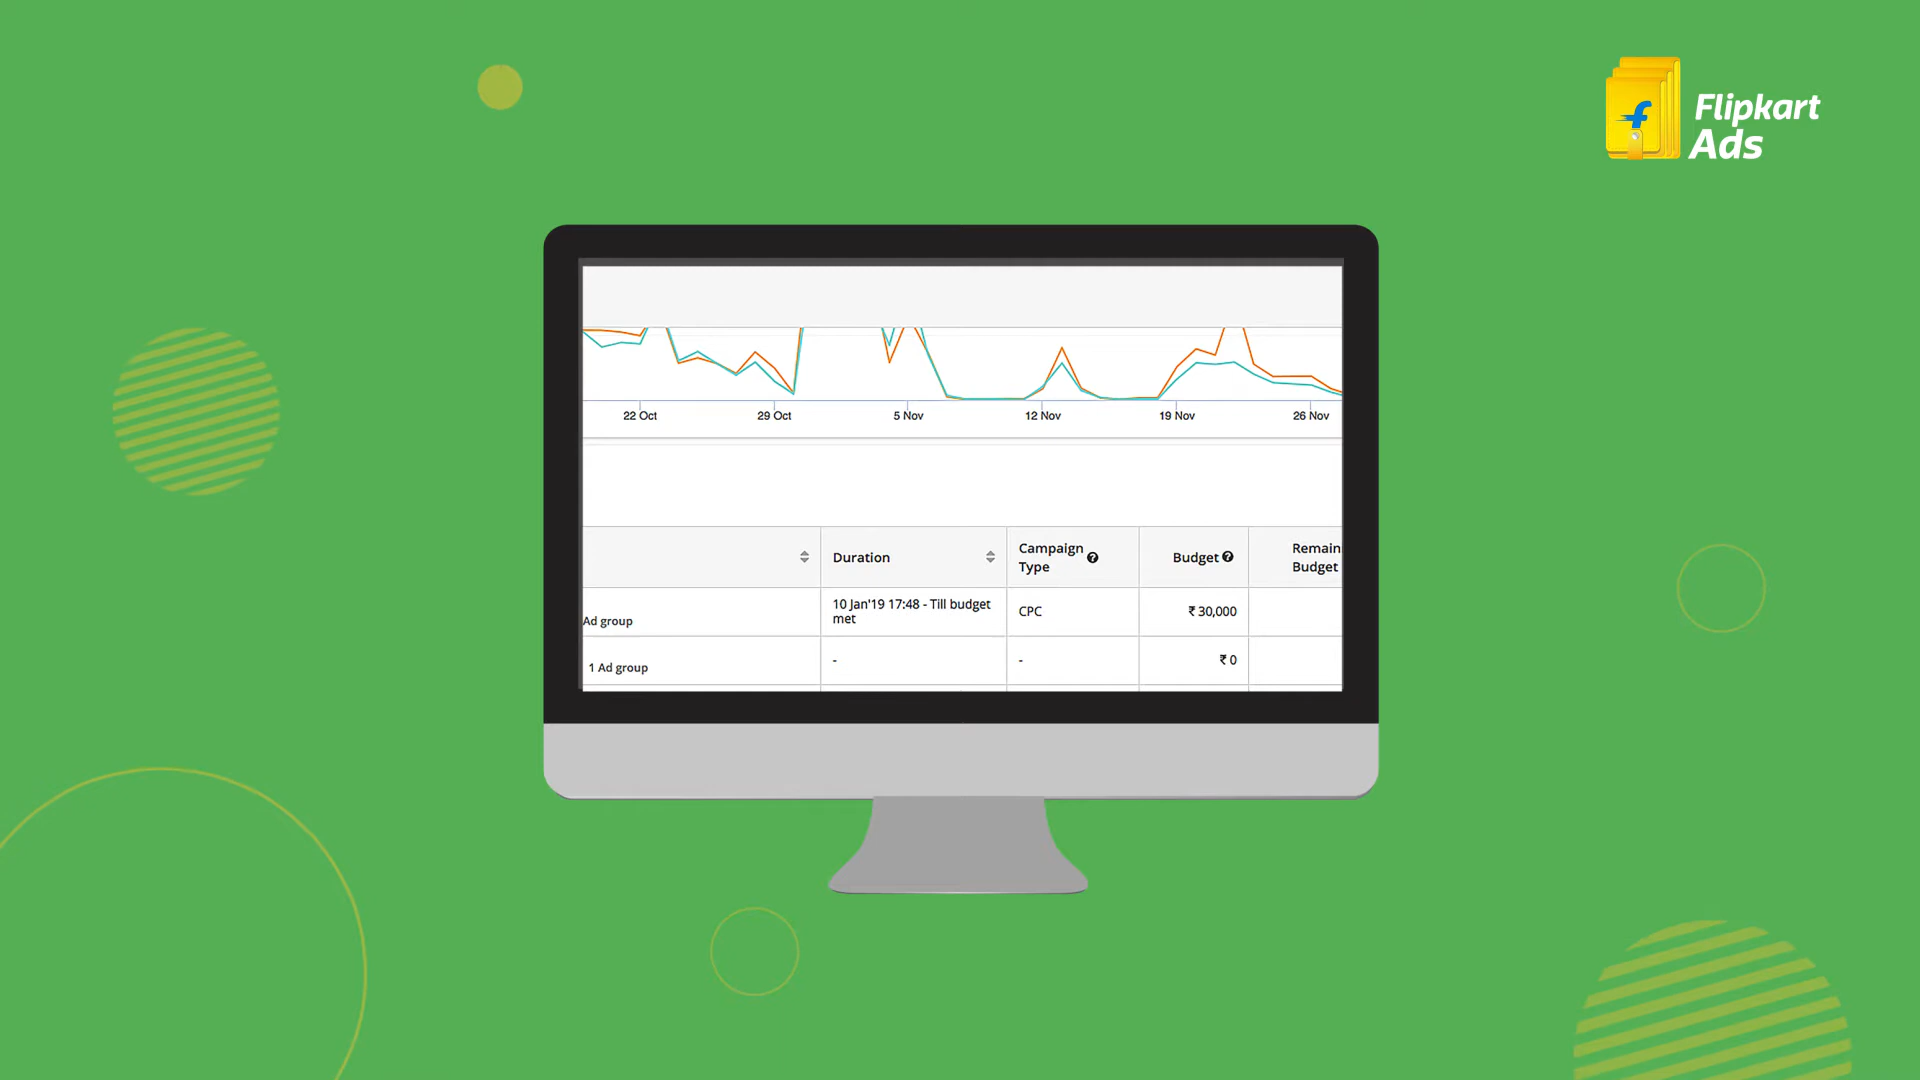 Flipkart
Ads
22 Oct 29 Oct 5 Nov 12 Nov 19 Nov 26 Nov
Duration Campaign Type Budget Remain Budget
Ad group 10 Jan'19 17:48 - Till budget met CPC ₹ 30,000
1 Ad group - - ₹ 0